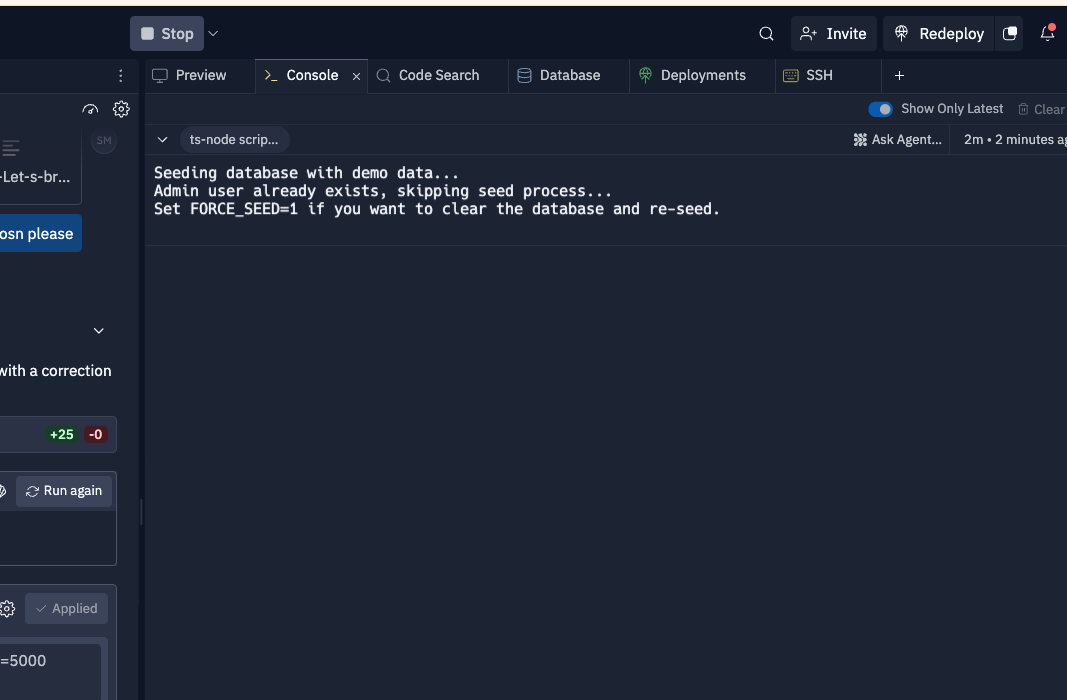 Stop
Invite
Redeploy
Preview
Console
Code Search
Database
Deployments
SSH
Show Only Latest
Clear
SM
ts-node scrip...
Ask Agent...
2m • 2 minutes ag
-Let-s-br...
Seeding database with demo data...
Admin user already exists, skipping seed process...
Set FORCE_SEED=1 if you want to clear the database and re-seed.
osn please
with a correction
+25 -0
Run again
Applied
=5000